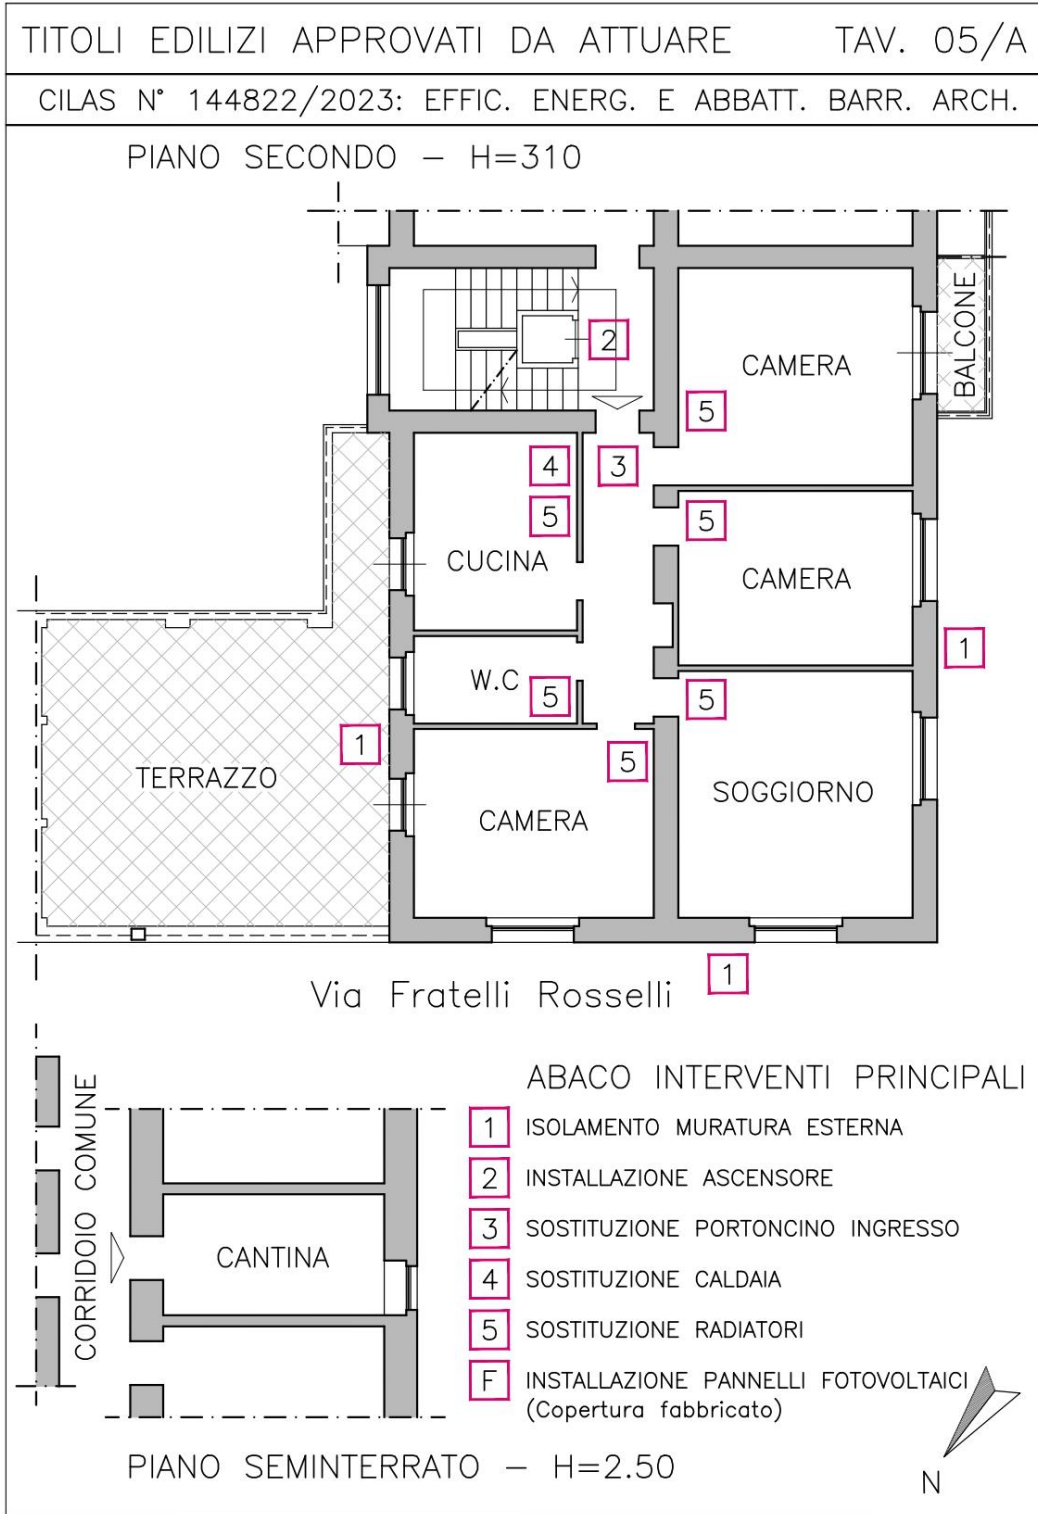 TITOLI EDILIZI APPROVATI DA ATTUARE TAV. 05/A
CILAS N° 144822/2023: EFFIC. ENERG. E ABBATT. BARR. ARCH.
PIANO SECONDO – H=310
BALCONE
2
CAMERA
5
4
3
5
5
CUCINA
CAMERA
1
W.C
5
5
1
5
TERRAZZO
SOGGIORNO
CAMERA
1
Via Fratelli Rosselli
CORRIDOIO COMUNE
CANTINA
ABACO INTERVENTI PRINCIPALI
1 ISOLAMENTO MURATURA ESTERNA
2 INSTALLAZIONE ASCENSORE
3 SOSTITUZIONE PORTONCINO INGRESSO
4 SOSTITUZIONE CALDAIA
5 SOSTITUZIONE RADIATORI
F INSTALLAZIONE PANNELLI FOTOVOLTAICI
(Copertura fabbricato)
PIANO SEMINTERRATO – H=2.50
N